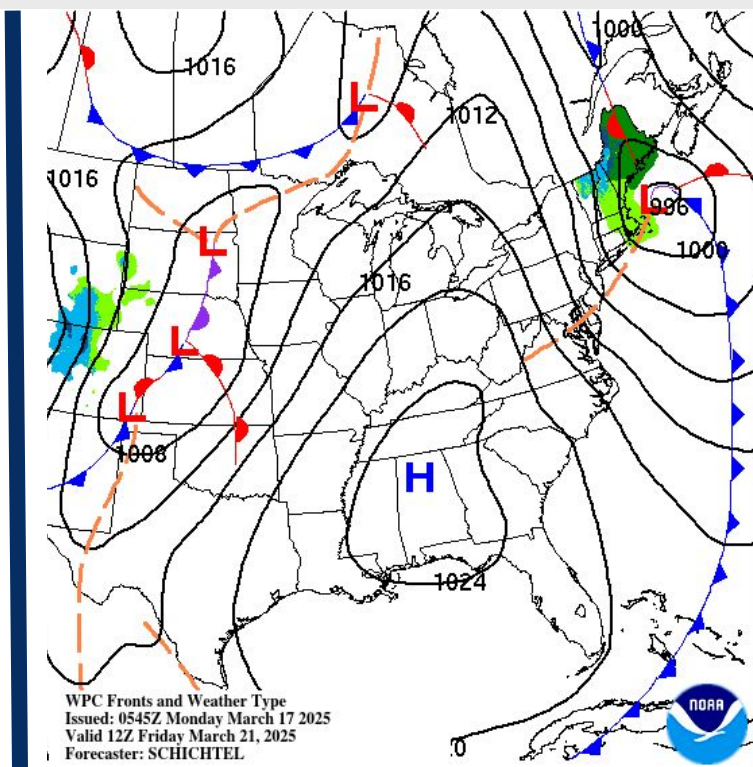 1000
1016
1012
1016
L
L
996
1000
1016
L
L
L
1008
H
1024
WPC Fronts and Weather Type
Issued: 0545Z Monday March 17 2025
Valid 12Z Friday March 21, 2025
Forecaster: SCHICHTEL
NOAA